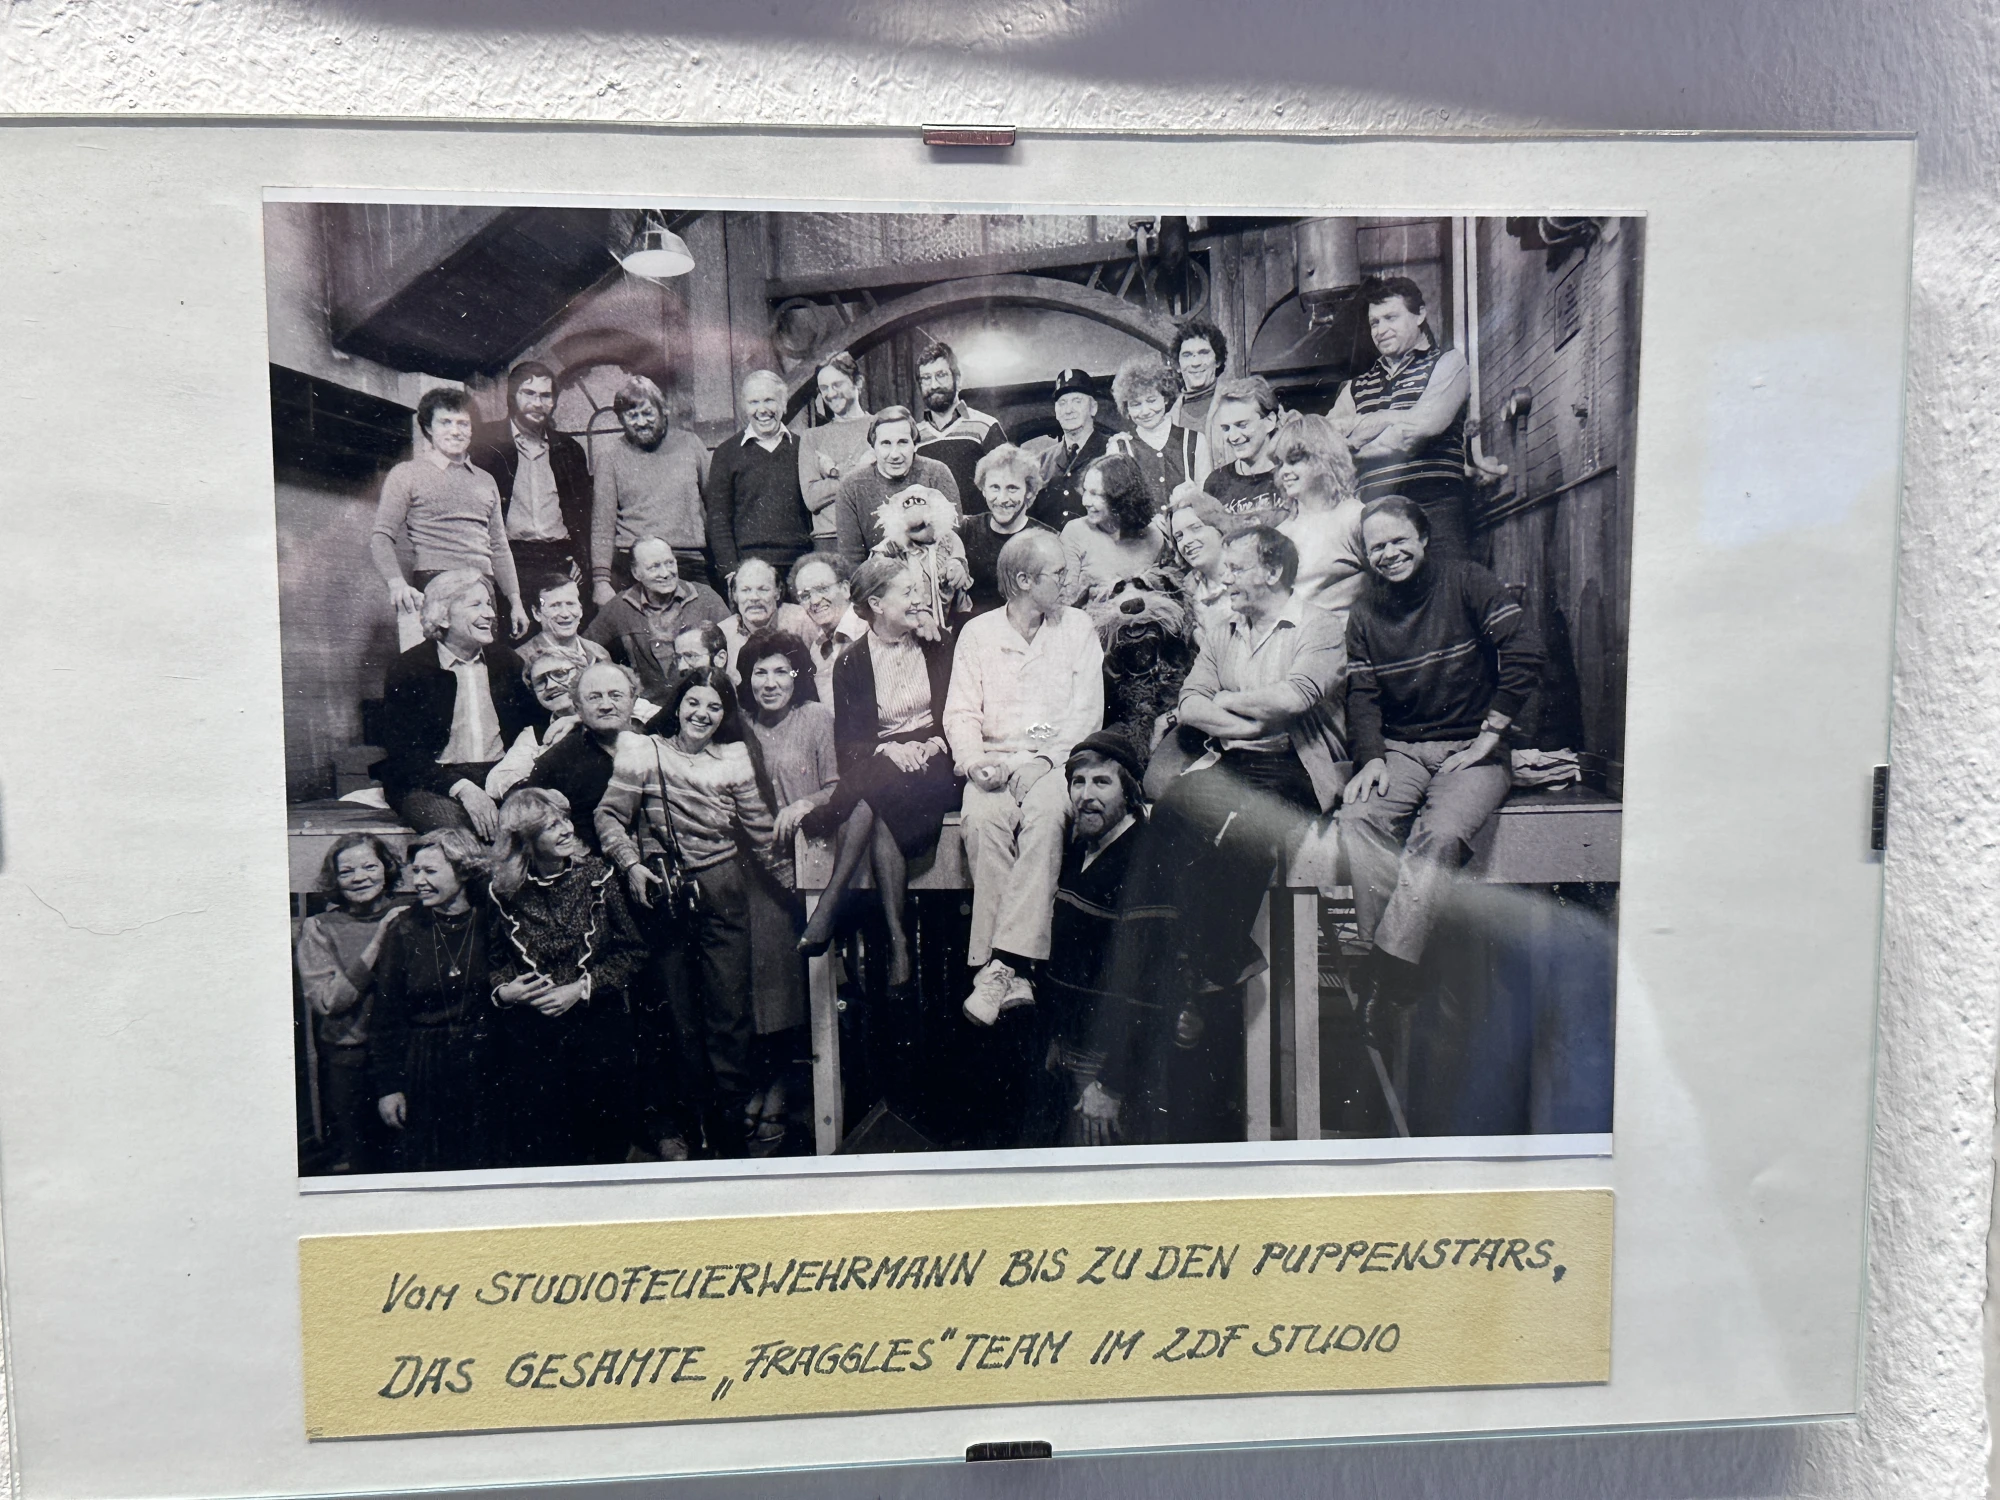 VOM STUDIOFEUERWEHRMANN BIS ZU DEN PUPPENSTARS,
DAS GESAMTE „FRAGGLES" TEAM IM ZDF STUDIO